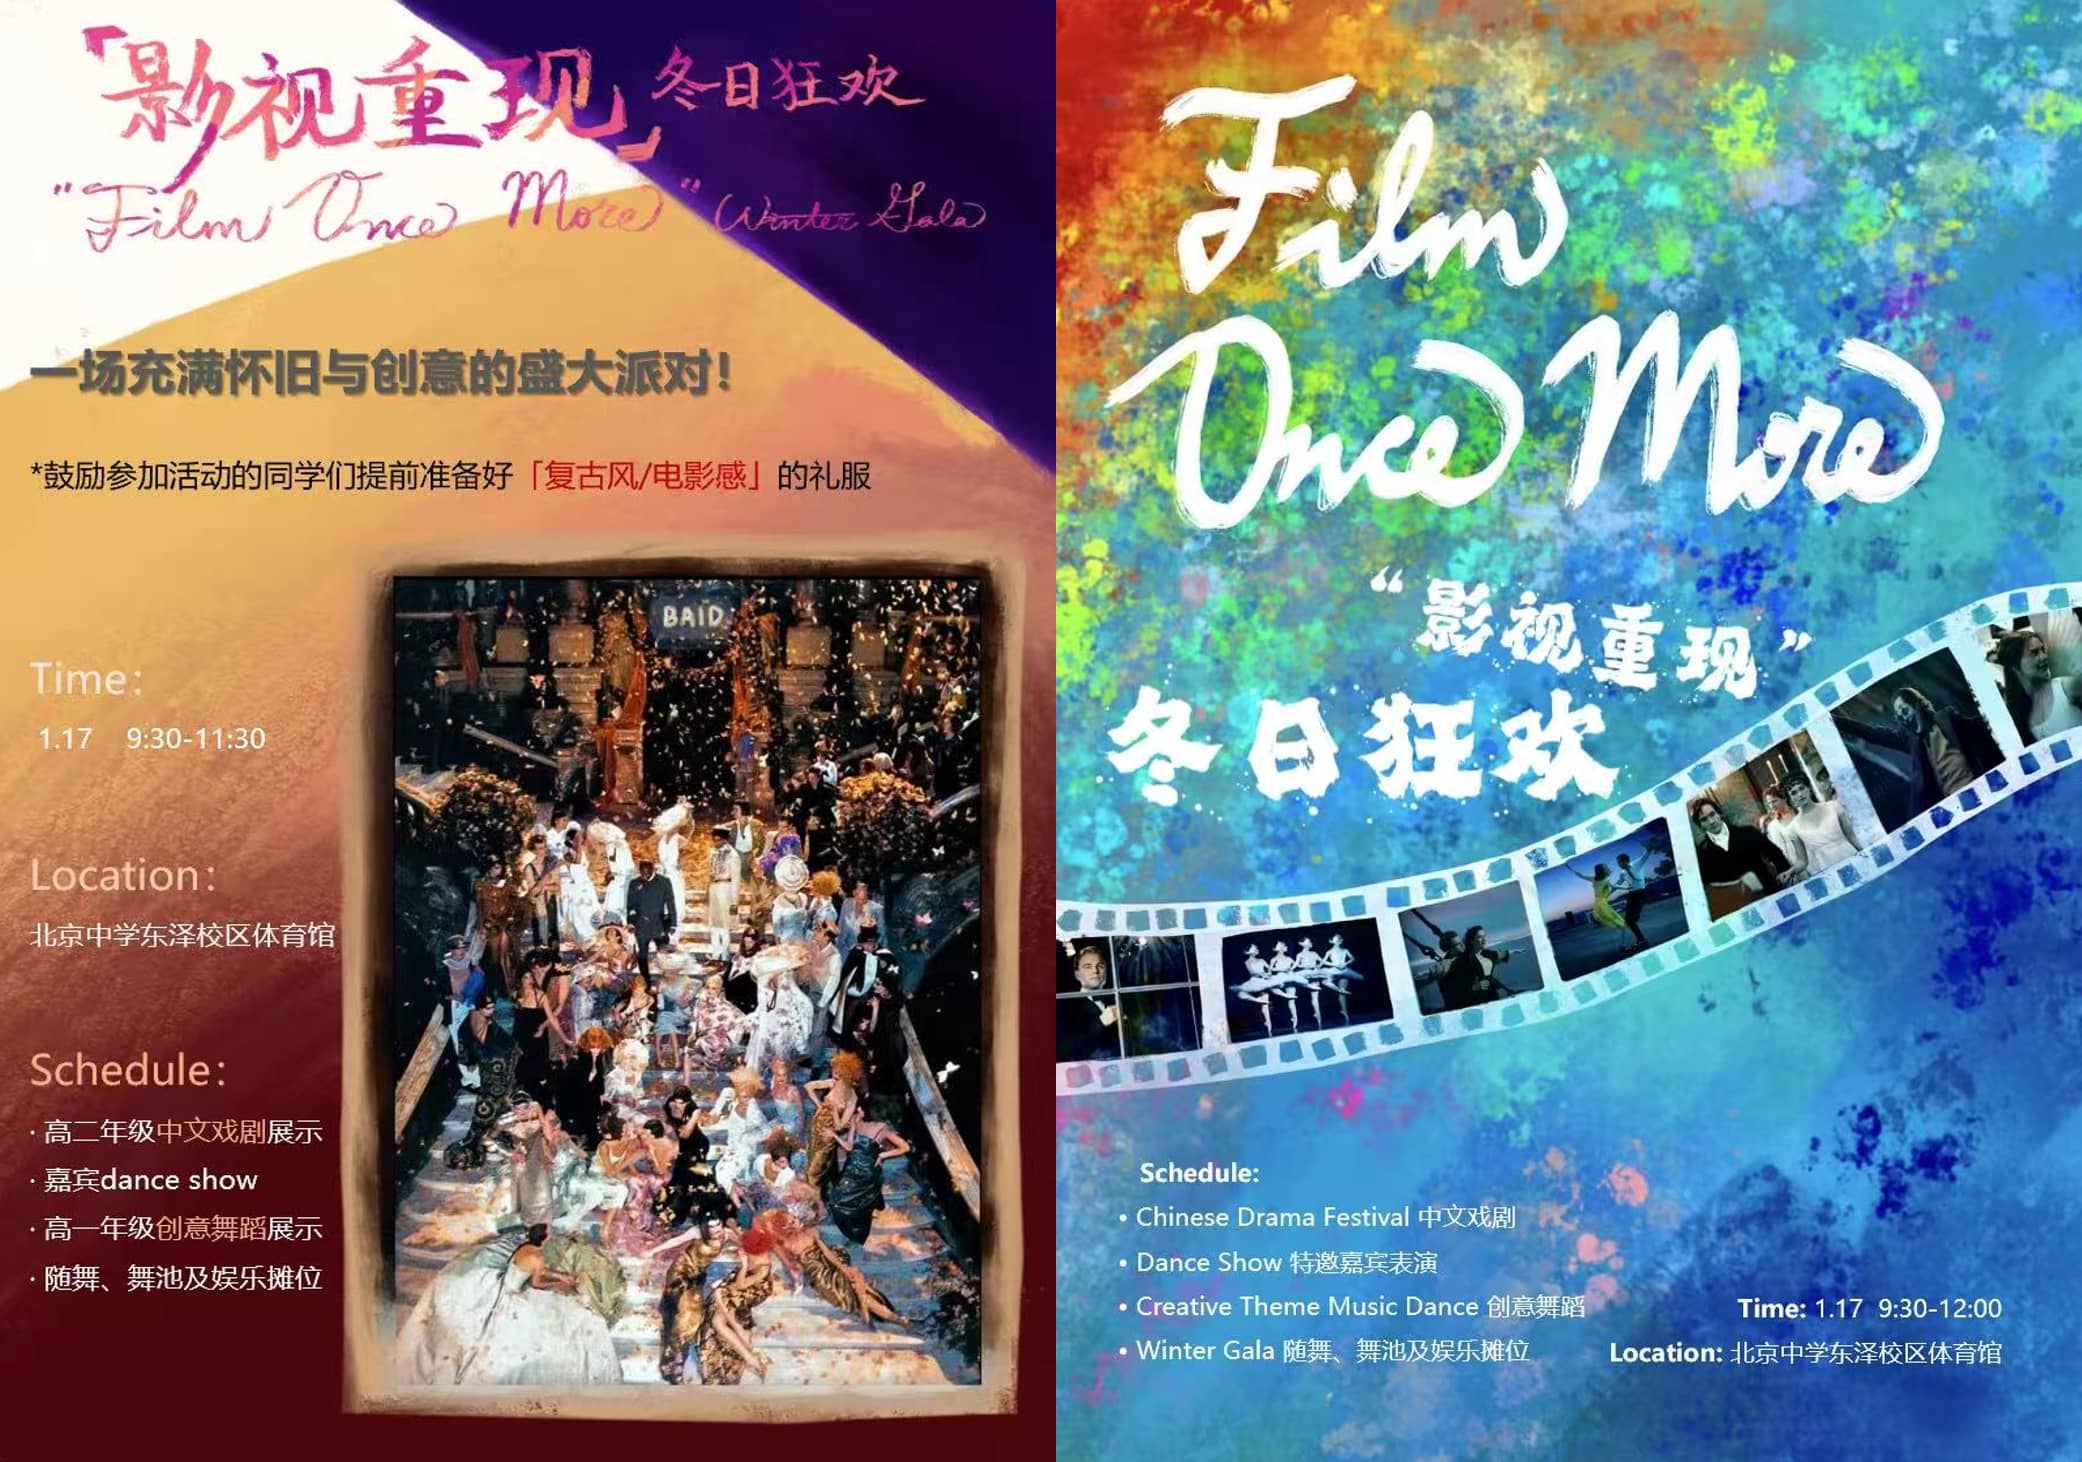 「影视重现」冬日狂欢
"Film Once More" Winter Gala
一场充满怀旧与创意的盛大派对！
*鼓励参加活动的同学们提前准备好「复古风/电影感」的礼服
BAID
Time：
1.17 9:30-11:30
Location：
北京中学东泽校区体育馆
Schedule：
· 高二年级中文戏剧展示
· 嘉宾dance show
· 高一年级创意舞蹈展示
· 随舞、舞池及娱乐摊位
Film
Once More
“影视重现”
冬日狂欢
Schedule:
• Chinese Drama Festival 中文戏剧
• Dance Show 特邀嘉宾表演
• Creative Theme Music Dance 创意舞蹈
• Winter Gala 随舞、舞池及娱乐摊位
Time: 1.17 9:30-12:00
Location: 北京中学东泽校区体育馆